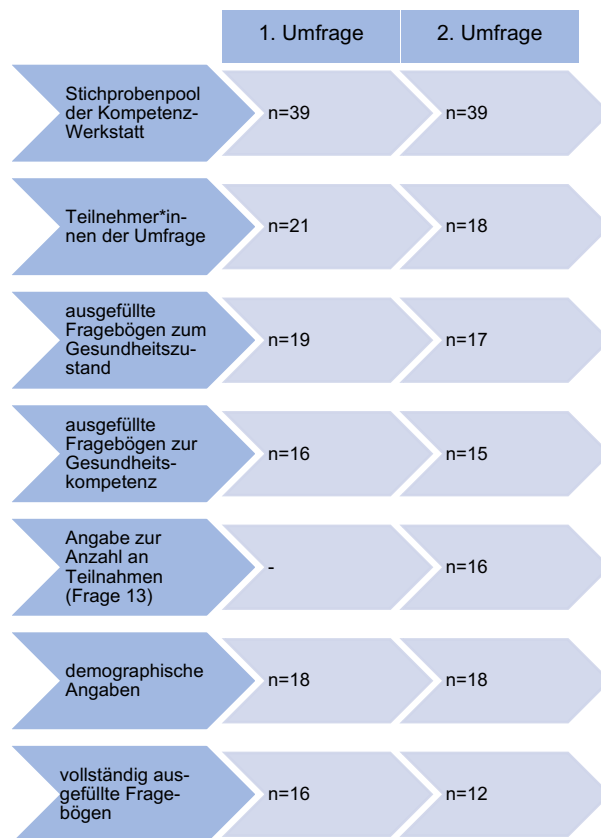 1. Umfrage 2. Umfrage
Stichprobenpool
der Kompetenz-
Werkstatt
n=39 n=39
Teilnehmer*in-
nen der Umfrage
n=21 n=18
ausgefüllte
Fragebögen zum
Gesundheitszu-
stand
n=19 n=17
ausgefüllte
Fragebögen zur
Gesundheits-
kompetenz
n=16 n=15
Angabe zur
Anzahl an
Teilnahmen
(Frage 13)
- n=16
demographische
Angaben
n=18 n=18
vollständig aus-
gefüllte Frage-
bögen
n=16 n=12